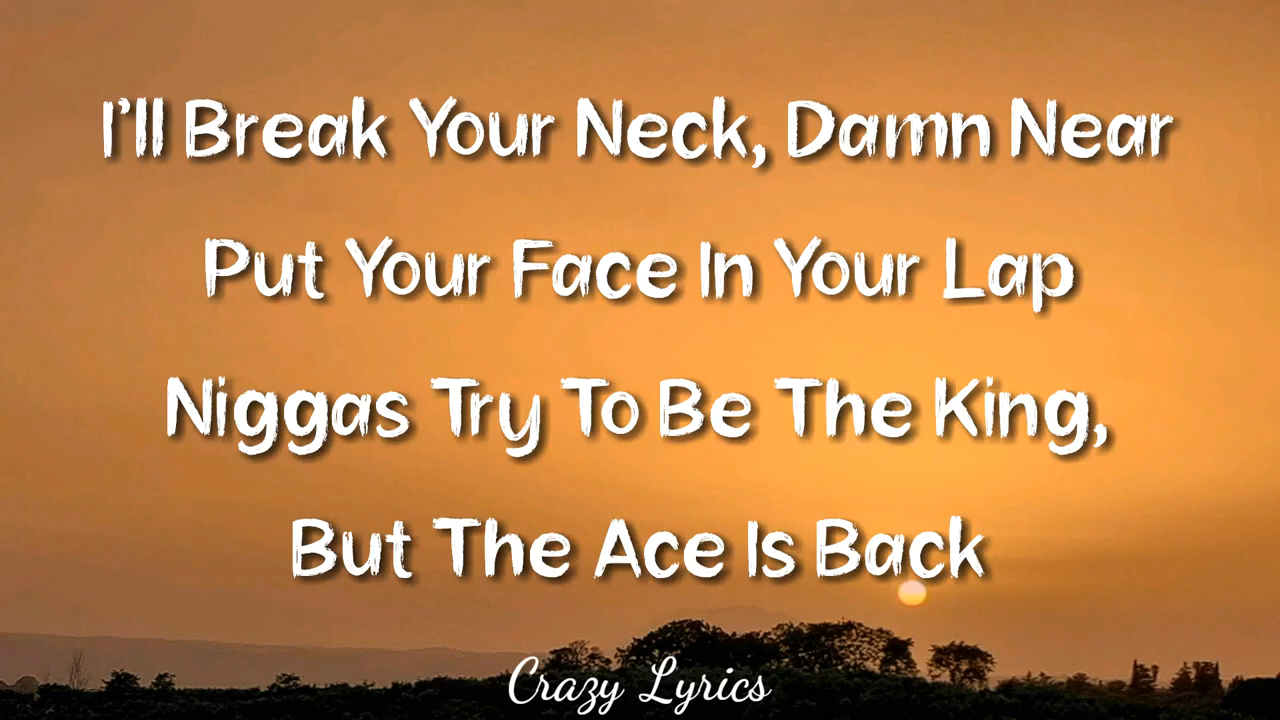 I'll Break Your Neck, Damn Near
Put Your Face In Your Lap
Niggas Try To Be The King,
But The Ace Is Back
Crazy Lyrics